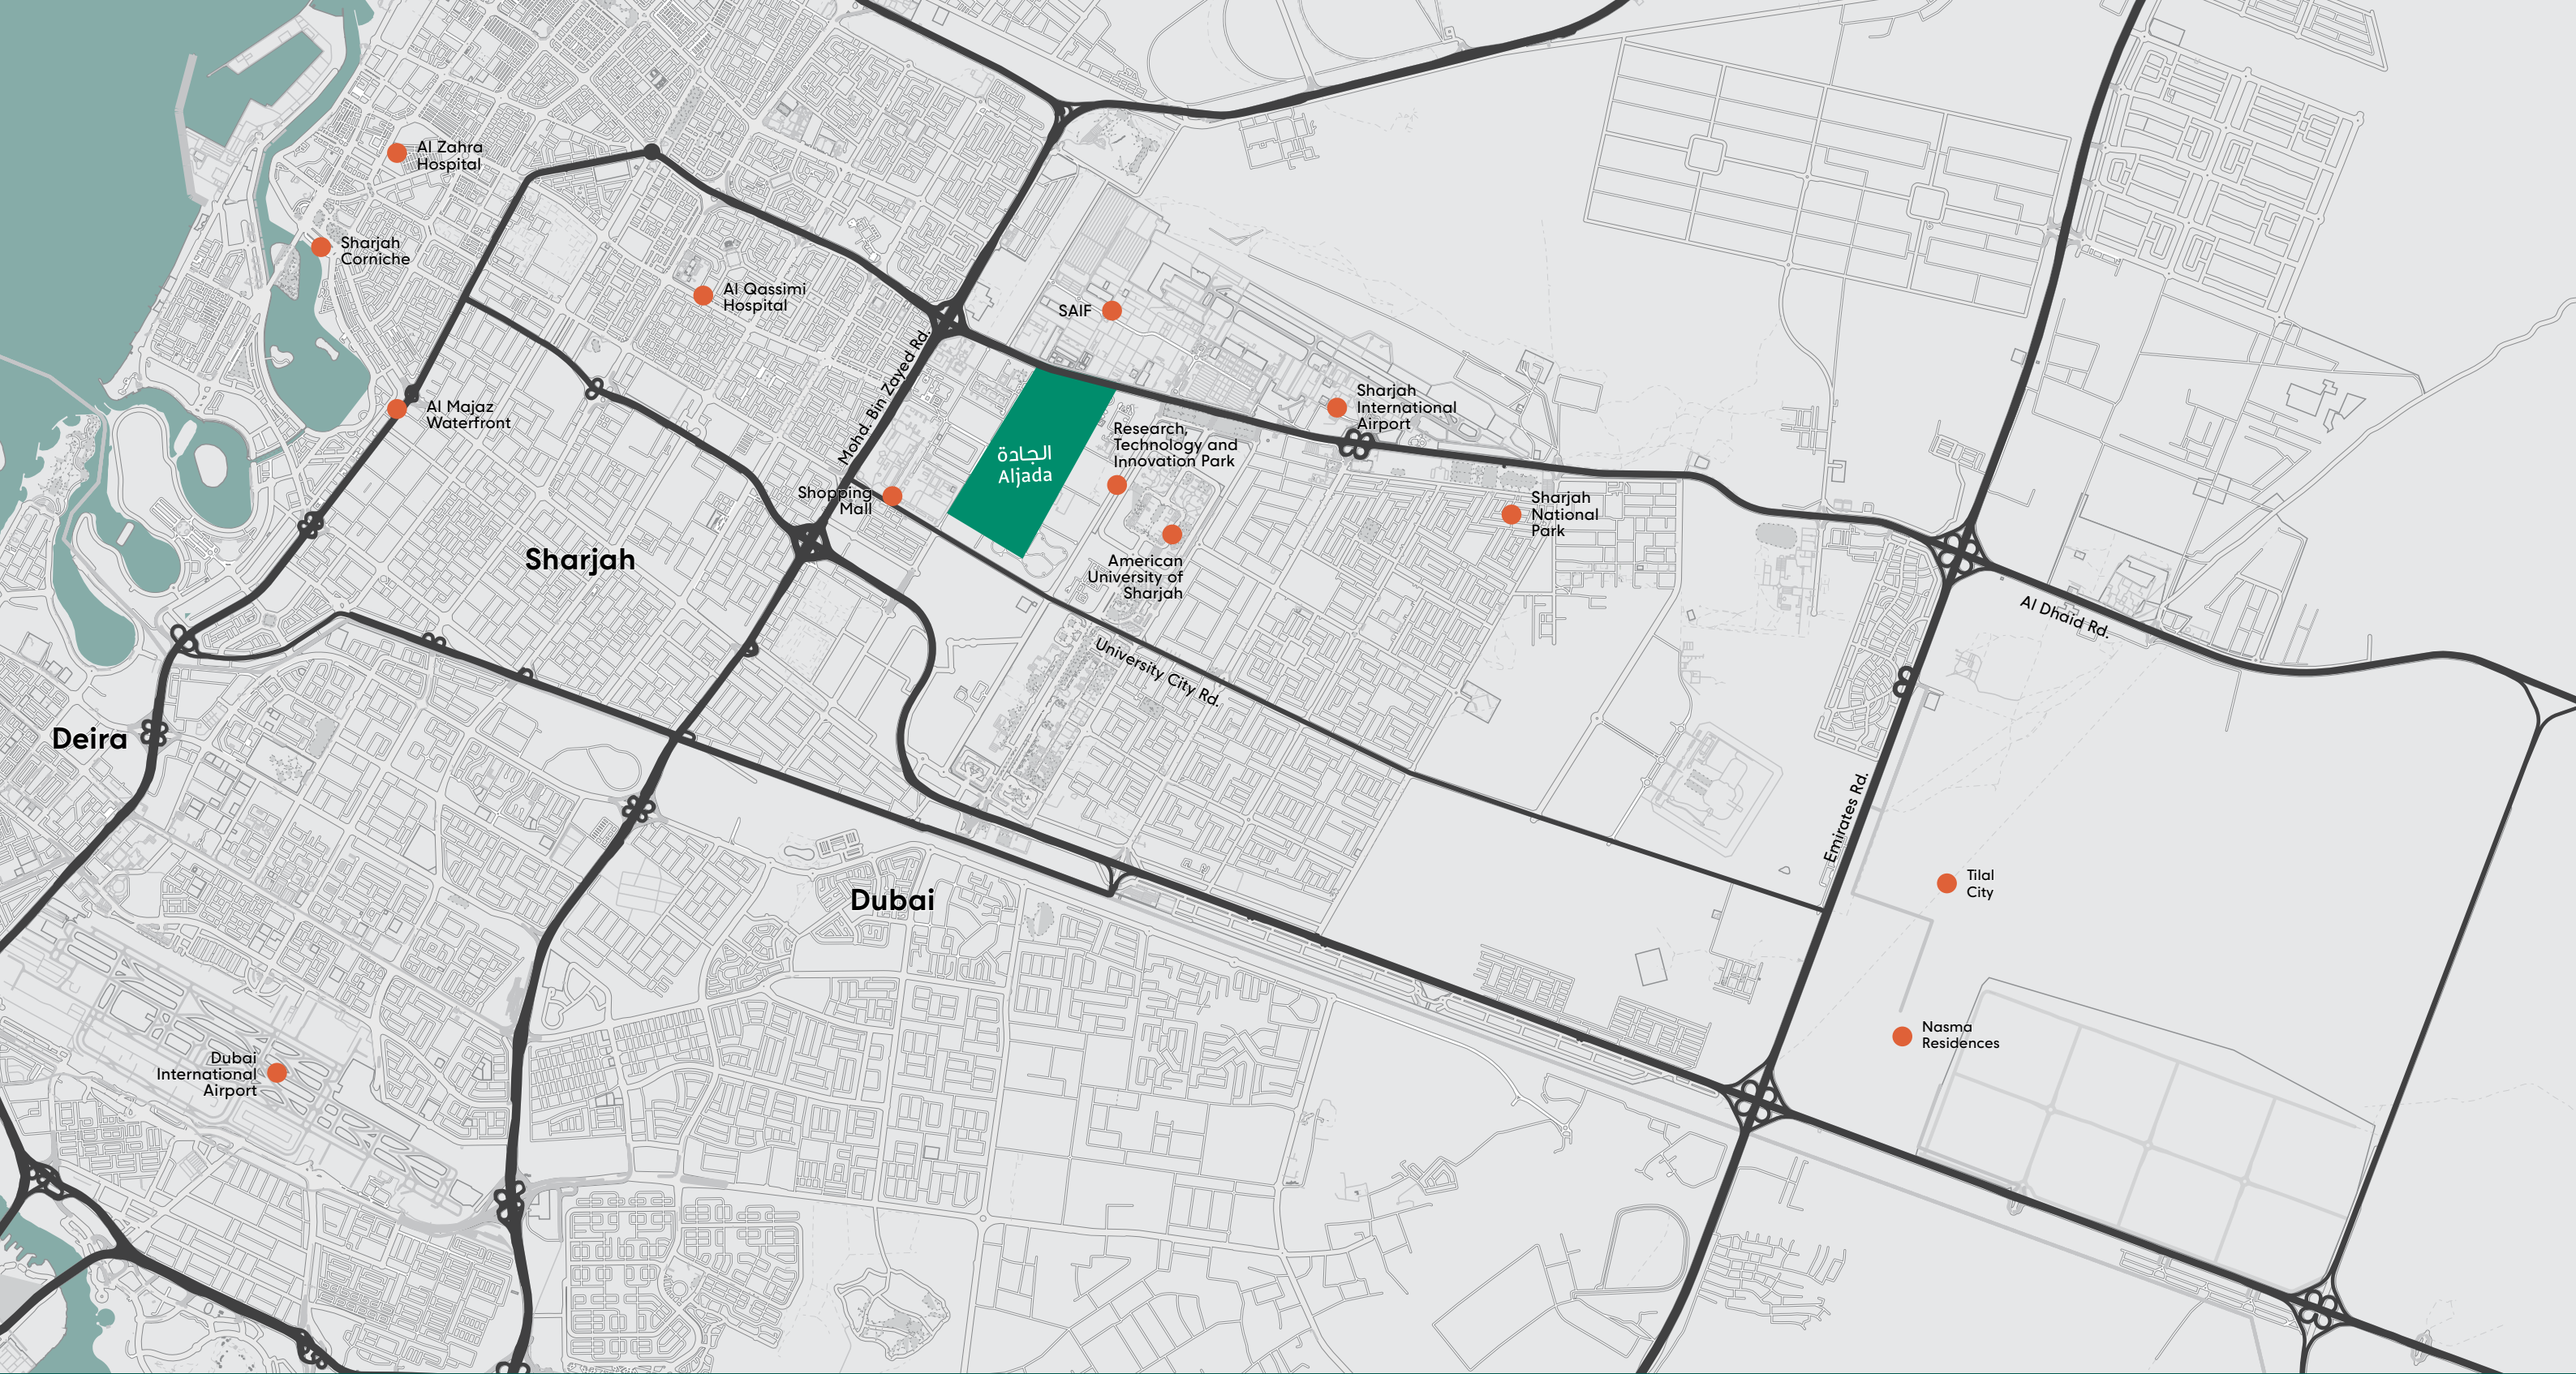 Al Zahra
Hospital
Sharjah
Corniche
Al Qassimi
Hospital
SAIF
Mohd. Bin Zayed Rd.
Al Majaz
Waterfront
Sharjah
International
Airport
Research,
Technology and
Innovation Park
الجادة
Aljada
Shopping
Mall
Sharjah
National
Park
Sharjah
American
University of
Sharjah
Al Dhaid Rd.
University City Rd.
Deira
Emirates Rd.
Tilal
City
Dubai
Nasma
Residences
Dubai
International
Airport